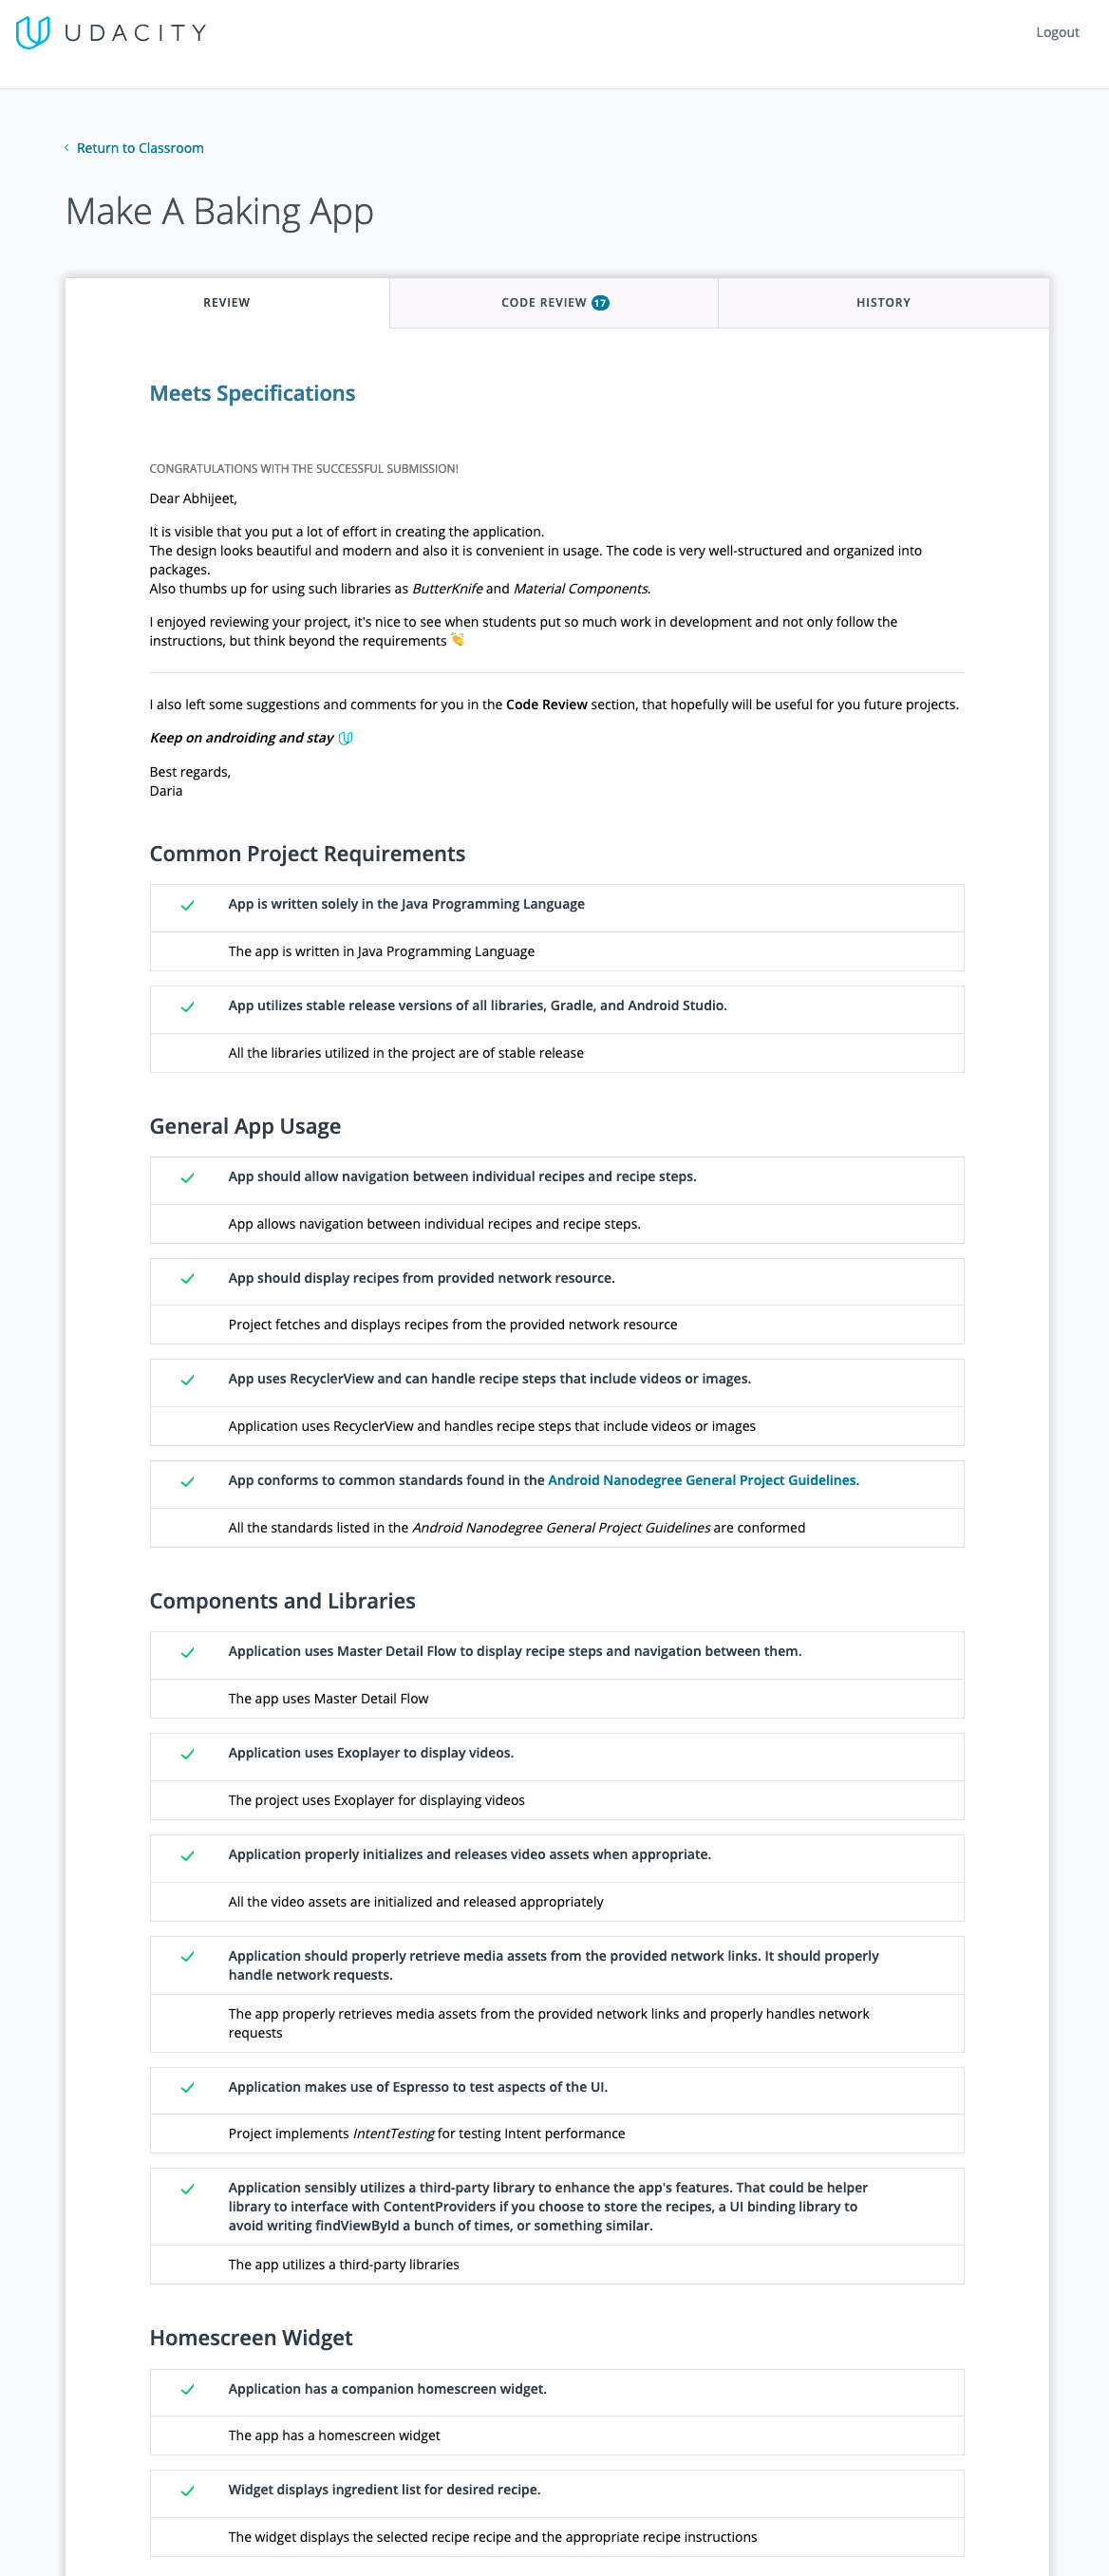 UDACITY
Logout
Return to Classroom
Make A Baking App
REVIEW
CODE REVIEW 17
HISTORY
Meets Specifications
CONGRATULATIONS WITH THE SUCCESSFUL SUBMISSION!
Dear Abhijeet,
It is visible that you put a lot of effort in creating the application.
The design looks beautiful and modern and also it is convenient in usage. The code is very well-structured and organized into
packages.
Also thumbs up for using such libraries as ButterKnife and Material Components.
I enjoyed reviewing your project, it's nice to see when students put so much work in development and not only follow the
instructions, but think beyond the requirements 👏
I also left some suggestions and comments for you in the Code Review section, that hopefully will be useful for you future projects.
Keep on androiding and stay
Best regards,
Daria
Common Project Requirements
App is written solely in the Java Programming Language
The app is written in Java Programming Language
App utilizes stable release versions of all libraries, Gradle, and Android Studio.
All the libraries utilized in the project are of stable release
General App Usage
App should allow navigation between individual recipes and recipe steps.
App allows navigation between individual recipes and recipe steps.
App should display recipes from provided network resource.
Project fetches and displays recipes from the provided network resource
App uses RecyclerView and can handle recipe steps that include videos or images.
Application uses RecyclerView and handles recipe steps that include videos or images
App conforms to common standards found in the Android Nanodegree General Project Guidelines.
All the standards listed in the Android Nanodegree General Project Guidelines are conformed
Components and Libraries
Application uses Master Detail Flow to display recipe steps and navigation between them.
The app uses Master Detail Flow
Application uses Exoplayer to display videos.
The project uses Exoplayer for displaying videos
Application properly initializes and releases video assets when appropriate.
All the video assets are initialized and released appropriately
Application should properly retrieve media assets from the provided network links. It should properly
handle network requests.
The app properly retrieves media assets from the provided network links and properly handles network
requests
Application makes use of Espresso to test aspects of the UI.
Project implements IntentTesting for testing Intent performance
Application sensibly utilizes a third-party library to enhance the app's features. That could be helper
library to interface with ContentProviders if you choose to store the recipes, a UI binding library to
avoid writing findViewById a bunch of times, or something similar.
The app utilizes a third-party libraries
Homescreen Widget
Application has a companion homescreen widget.
The app has a homescreen widget
Widget displays ingredient list for desired recipe.
The widget displays the selected recipe recipe and the appropriate recipe instructions